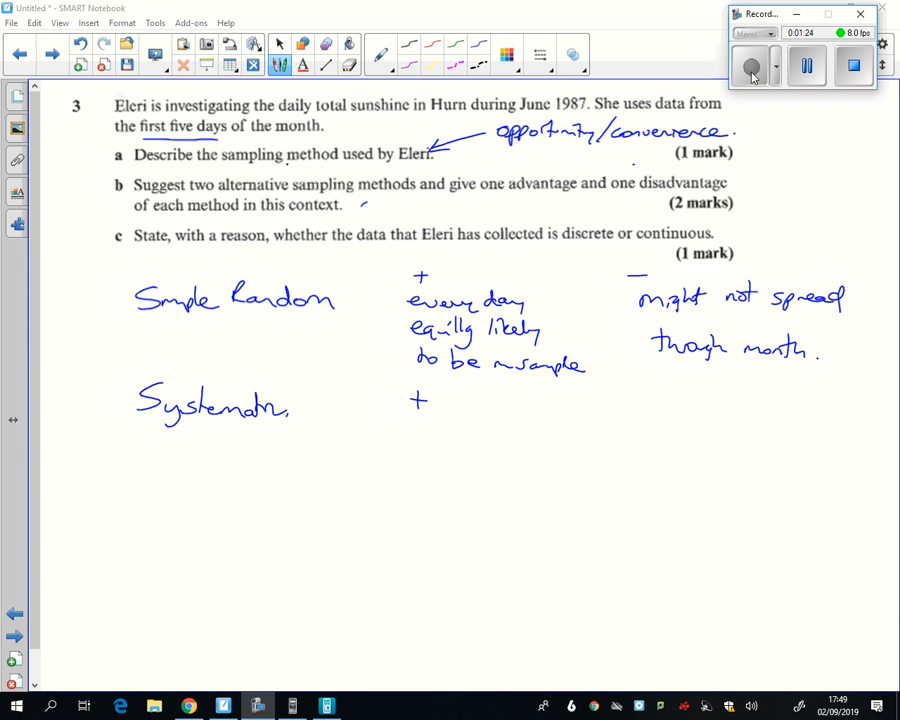 Untitled * - SMART Notebook
File Edit View Insert Format Tools Add-ons Help
Record...
Menu 0:01:24 8.0 fps
3 Eleri is investigating the daily total sunshine in Hurn during June 1987. She uses data from
the first five days of the month.
opportunity/convenience.
a Describe the sampling method used by Eleri. (1 mark)
b Suggest two alternative sampling methods and give one advantage and one disadvantage
of each method in this context. (2 marks)
c State, with a reason, whether the data that Eleri has collected is discrete or continuous.
(1 mark)
+ −
Simple Random every day might not spread
equilly likely though month.
to be in sample
Systematic. +
17:49
02/09/2019